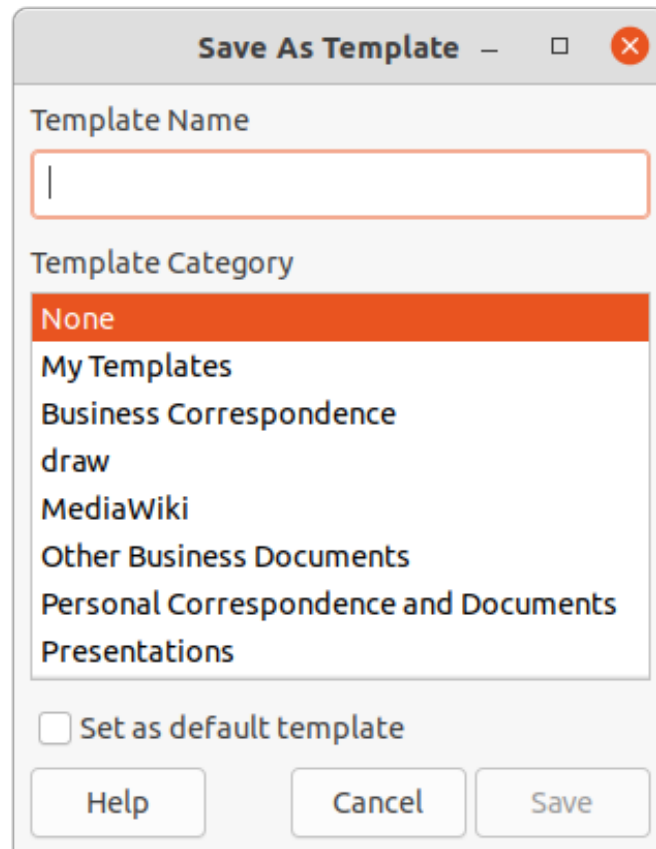 Save As Template
Template Name
Template Category
None
My Templates
Business Correspondence
draw
MediaWiki
Other Business Documents
Personal Correspondence and Documents
Presentations
Set as default template
Help Cancel Save